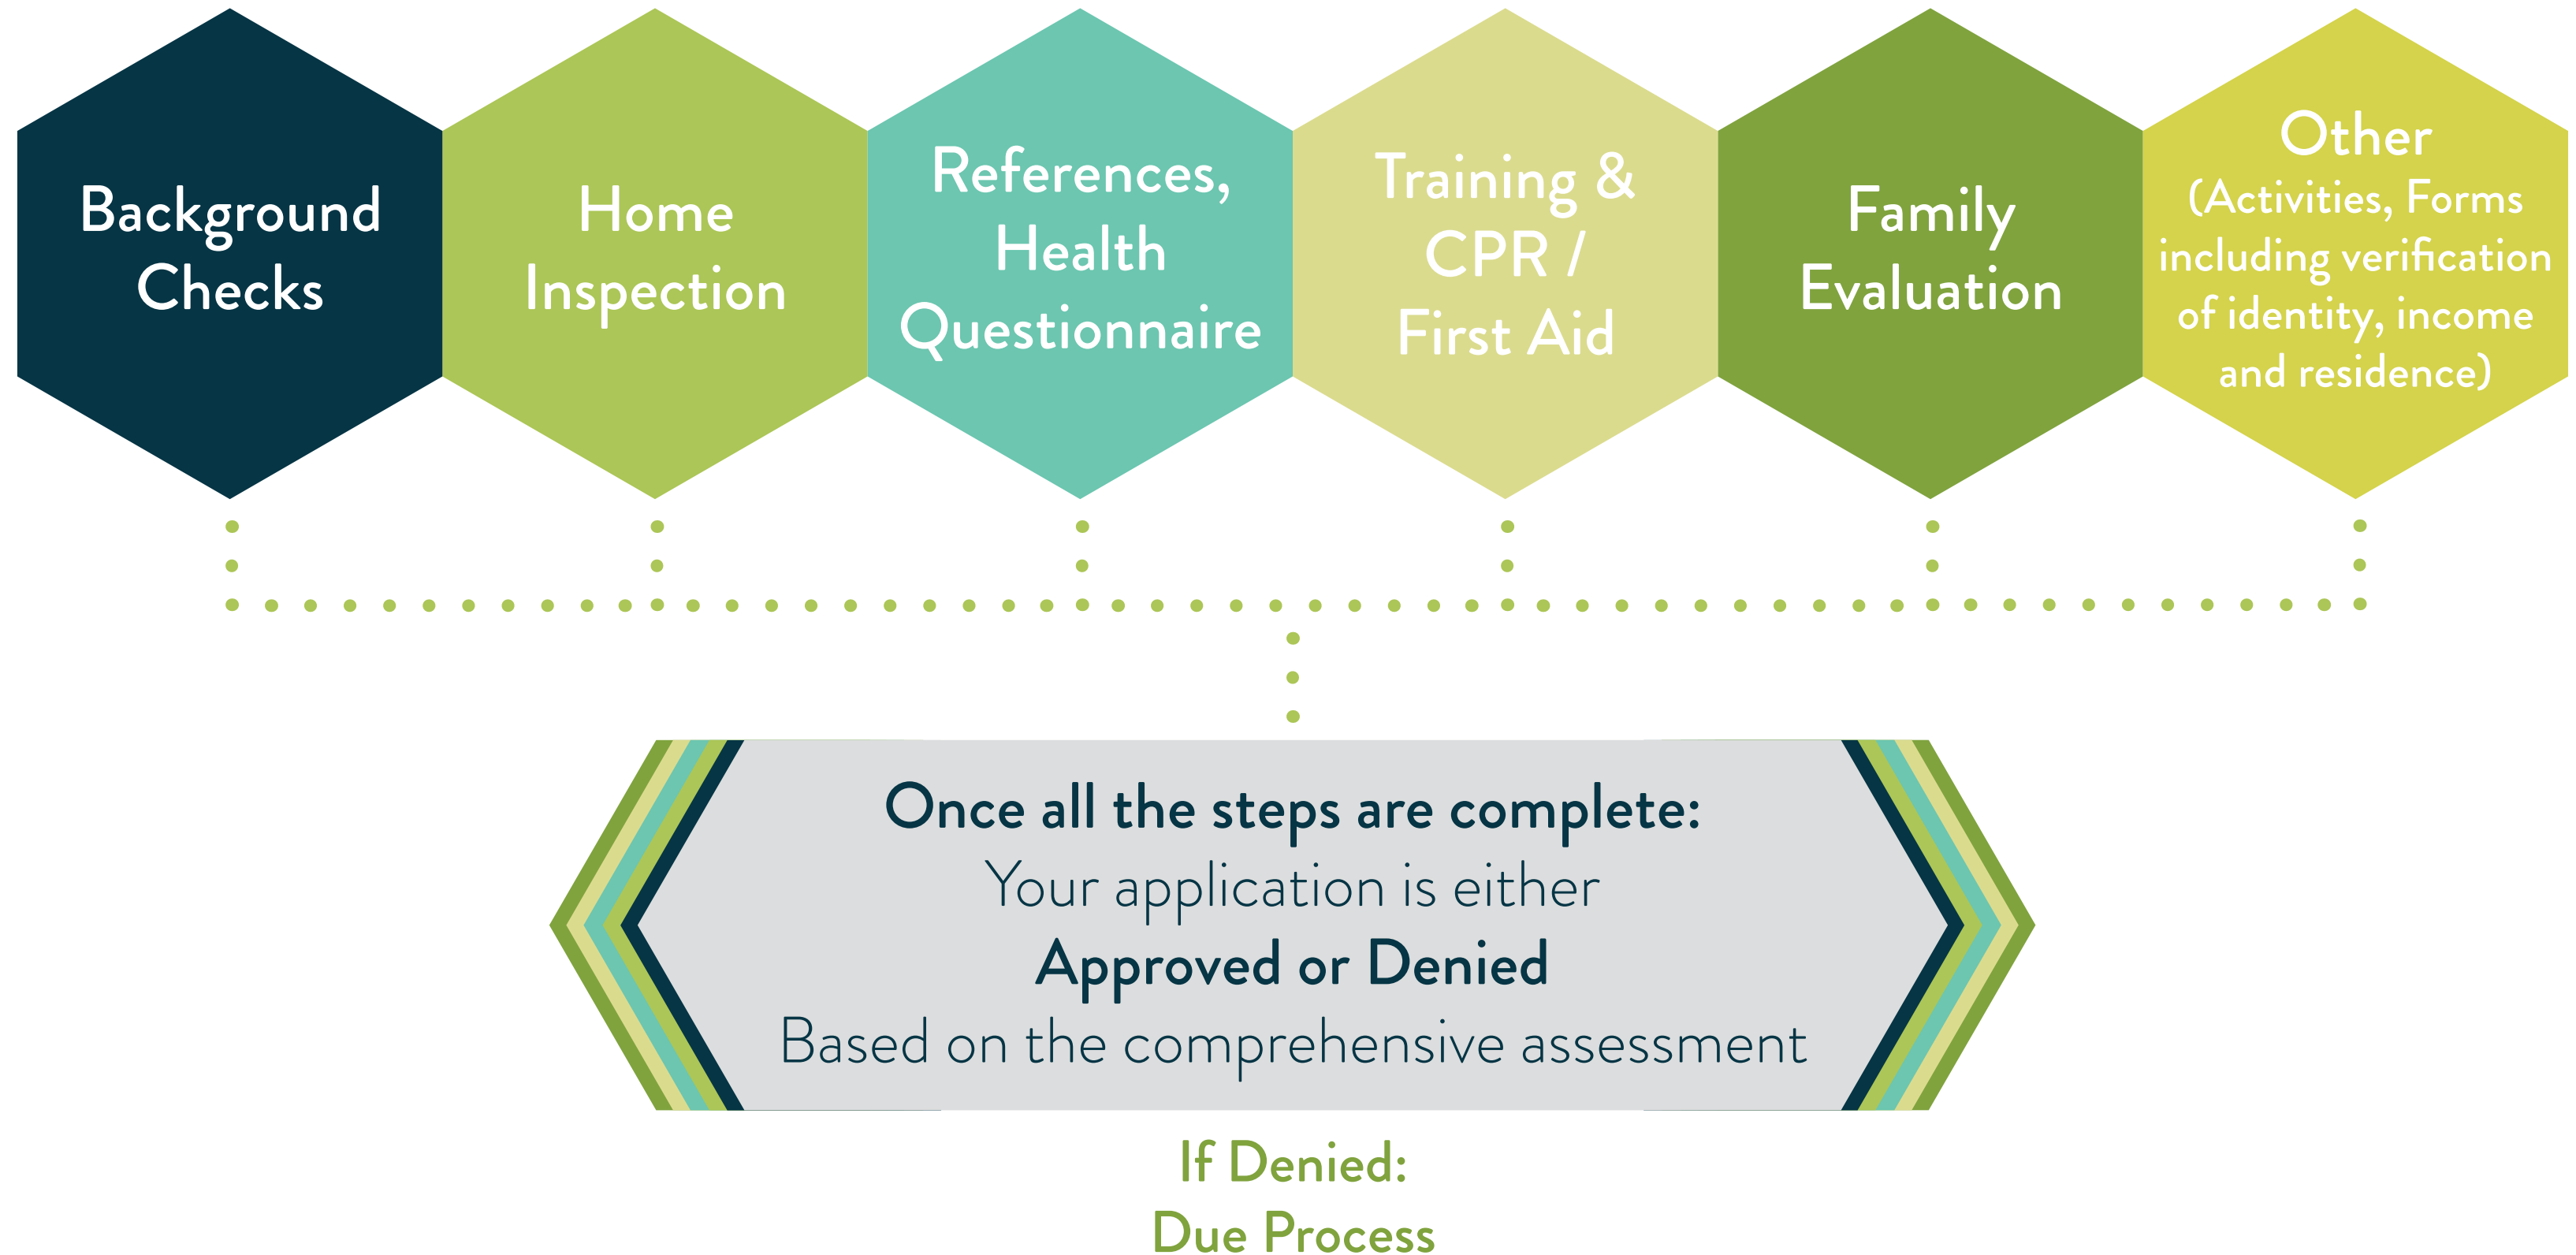 Background
Checks
Home
Inspection
References,
Health
Questionnaire
Training &
CPR /
First Aid
Family
Evaluation
Other
(Activities, Forms
including verification
of identity, income
and residence)
Once all the steps are complete:
Your application is either
Approved or Denied
Based on the comprehensive assessment
If Denied:
Due Process